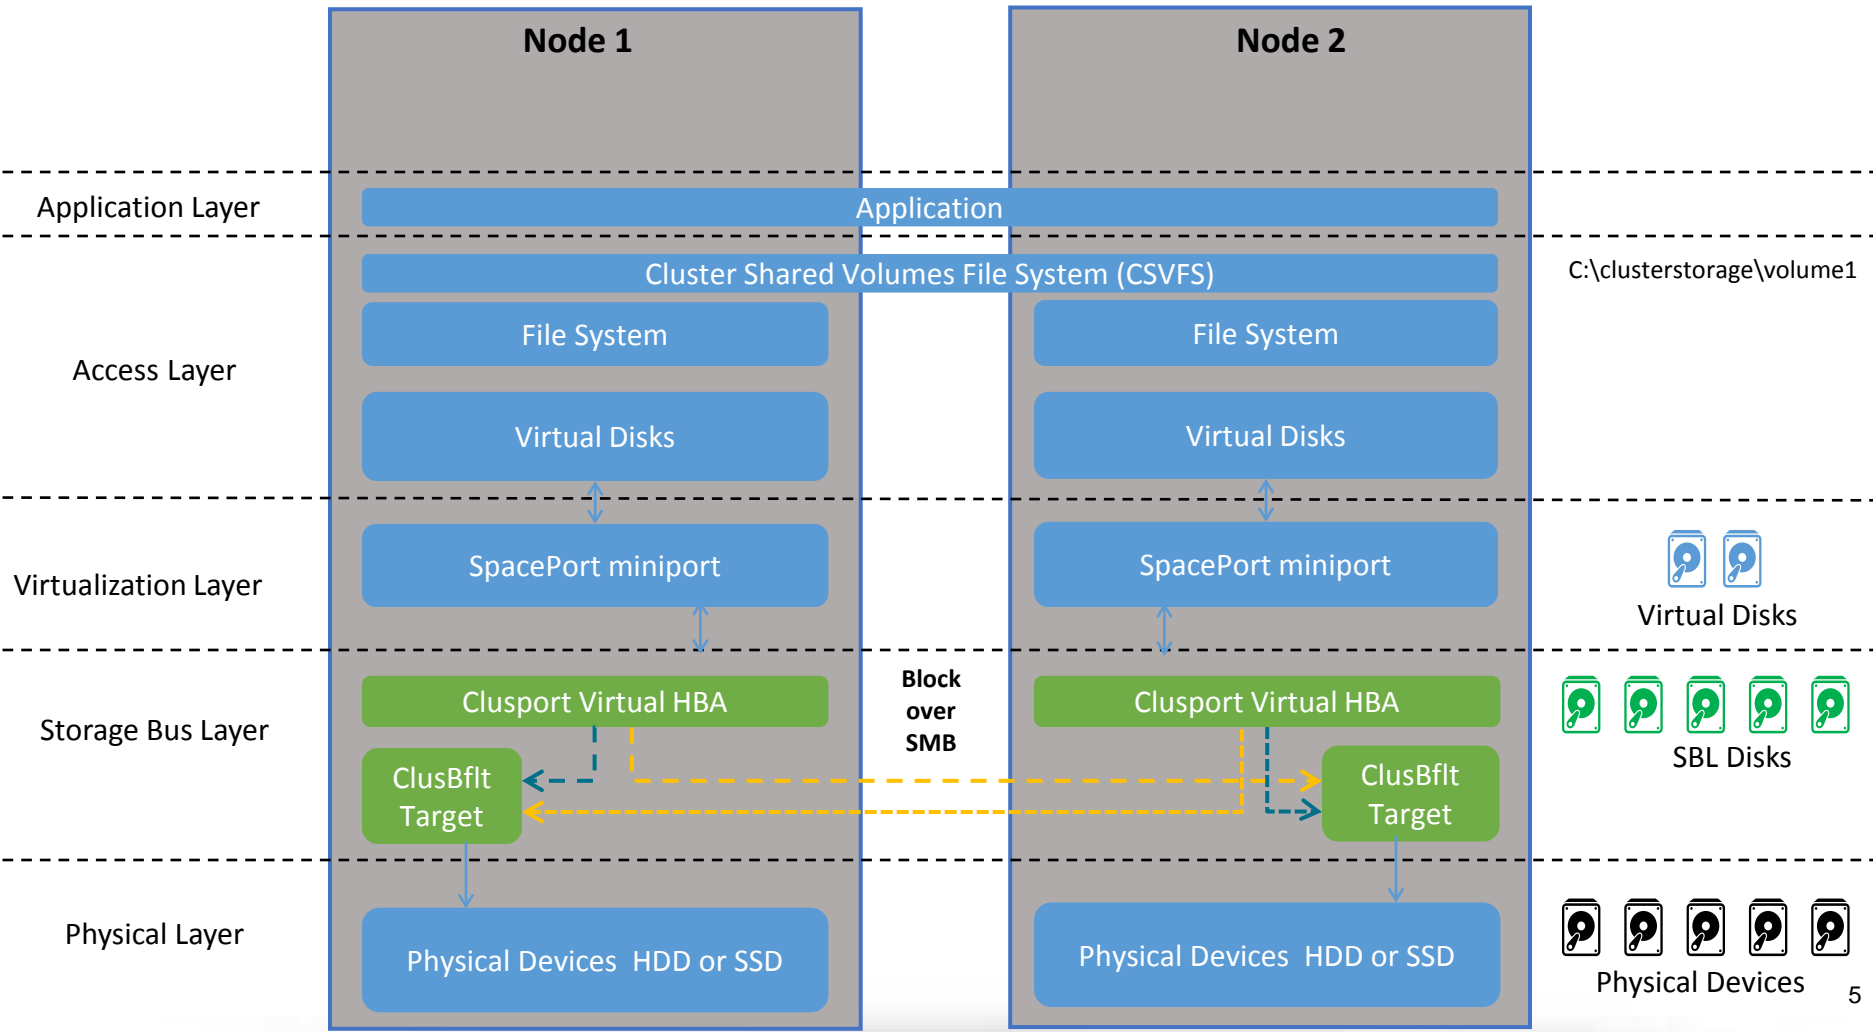 Node 1
Node 2
Application Layer
Application
Cluster Shared Volumes File System (CSVFS)
C:\clusterstorage\volume1
File System
File System
Access Layer
Virtual Disks
Virtual Disks
SpacePort miniport
SpacePort miniport
Virtualization Layer
Virtual Disks
Block
over
SMB
Clusport Virtual HBA
Clusport Virtual HBA
Storage Bus Layer
SBL Disks
ClusBflt
Target
ClusBflt
Target
Physical Layer
Physical Devices HDD or SSD
Physical Devices HDD or SSD
Physical Devices
5